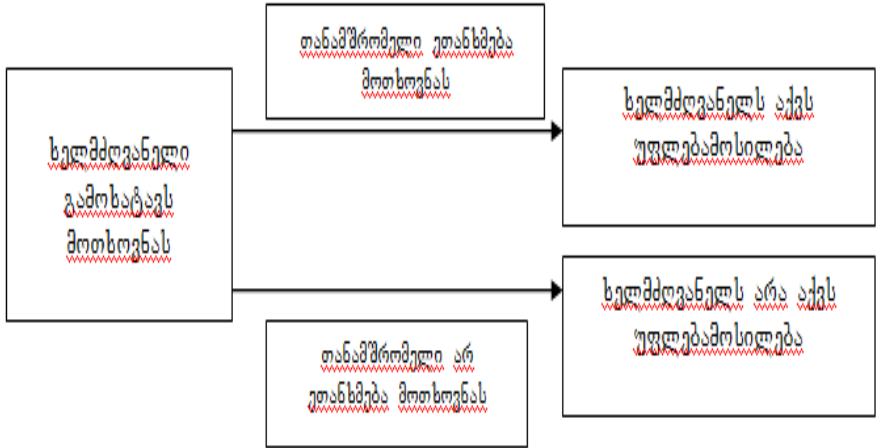 თანამშრომელი ეთანხმება
მოთხოვნას
ხელმძღვანელი
გამოხატავს
მოთხოვნას
ხელმძღვანელს აქვს
უფლებამოსილება
ხელმძღვანელს არა აქვს
უფლებამოსილება
თანამშრომელი არ
ეთანხმება მოთხოვნას